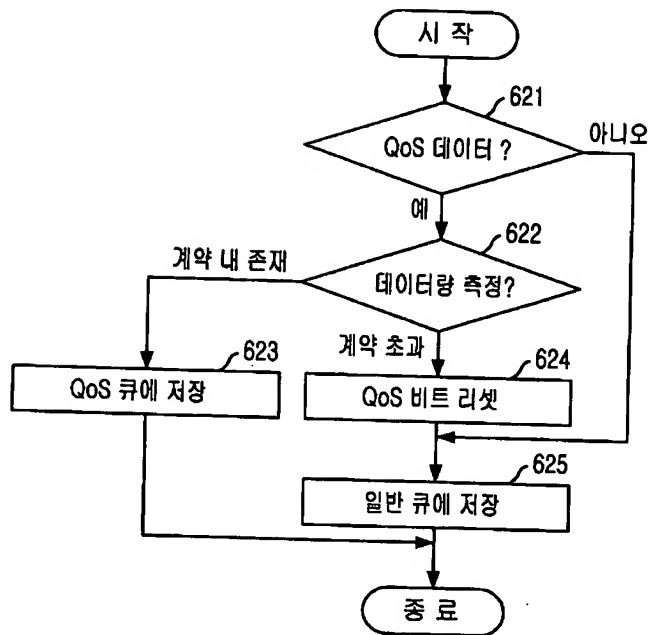 시 작
621
QoS 데이터 ?
아니오
예
622
계약 내 존재
데이터량 측정?
계약 초과
623
QoS 큐에 저장
624
QoS 비트 리셋
625
일반 큐에 저장
종 료